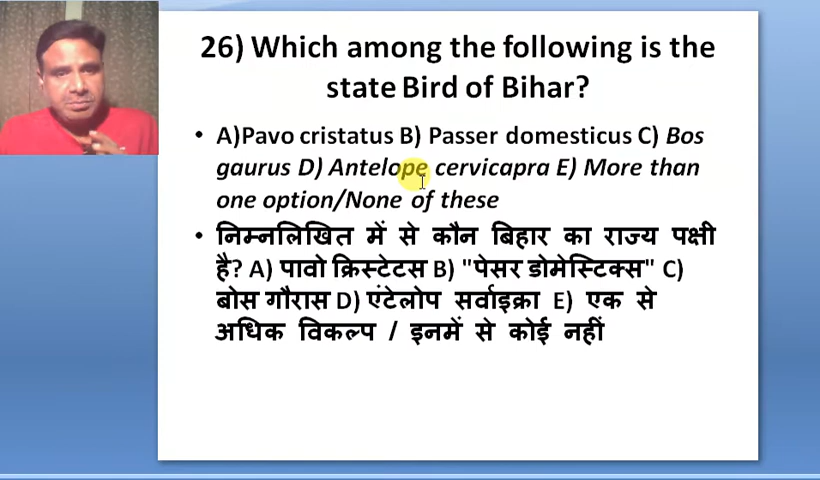 26) Which among the following is the
state Bird of Bihar?
• A)Pavo cristatus B) Passer domesticus C) Bos
gaurus D) Antelope cervicapra E) More than
one option/None of these
• निम्नलिखित में से कौन बिहार का राज्य पक्षी
है? A) पावो क्रिस्टेटस B) "पेसर डोमेस्टिक्स" C)
बोस गौरास D) एंटेलोप सर्वाइक्रा E) एक से
अधिक विकल्प / इनमें से कोई नहीं